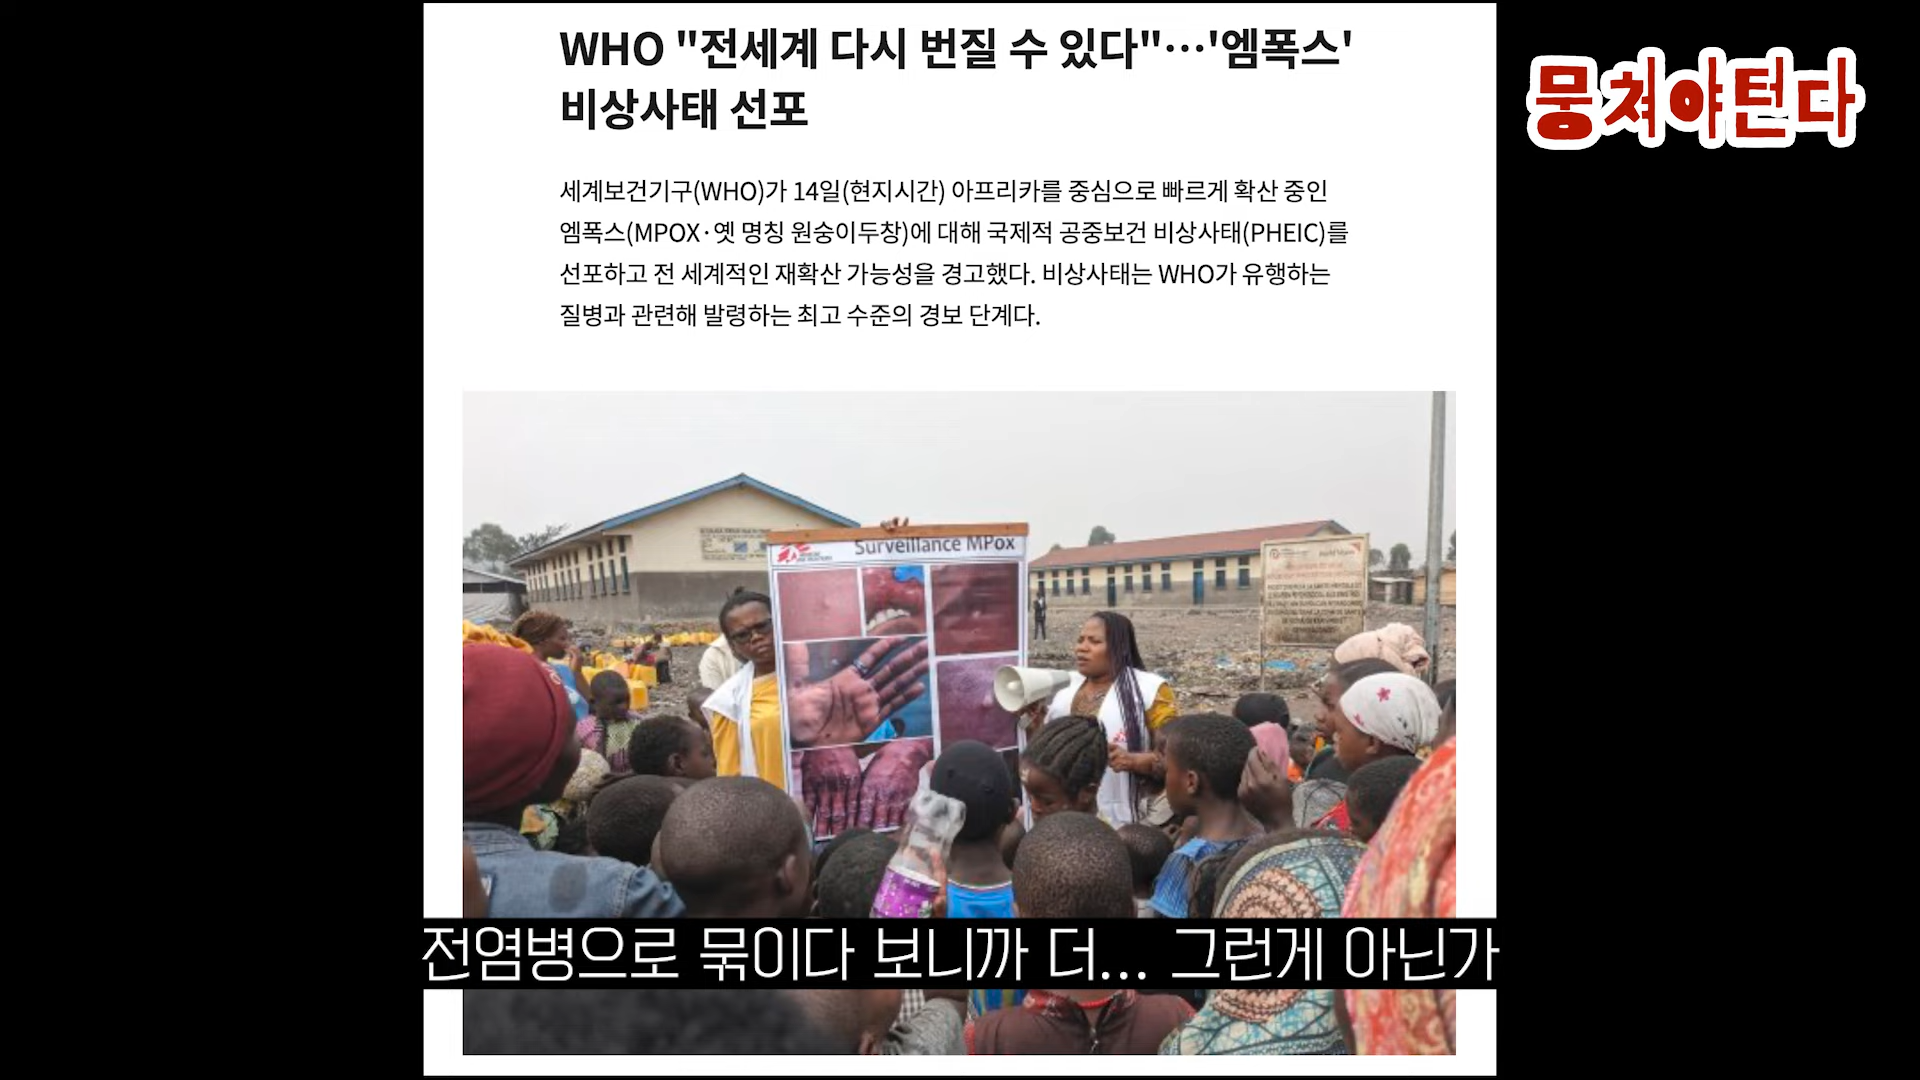 WHO "전세계 다시 번질 수 있다"…'엠폭스'
비상사태 선포
뭉쳐야턴다
세계보건기구(WHO)가 14일(현지시간) 아프리카를 중심으로 빠르게 확산 중인
엠폭스(MPOX·옛 명칭 원숭이두창)에 대해 국제적 공중보건 비상사태(PHEIC)를
선포하고 전 세계적인 재확산 가능성을 경고했다. 비상사태는 WHO가 유행하는
질병과 관련해 발령하는 최고 수준의 경보 단계다.
Surveillance MPox
전염병으로 묶이다 보니까 더... 그런게 아닌가